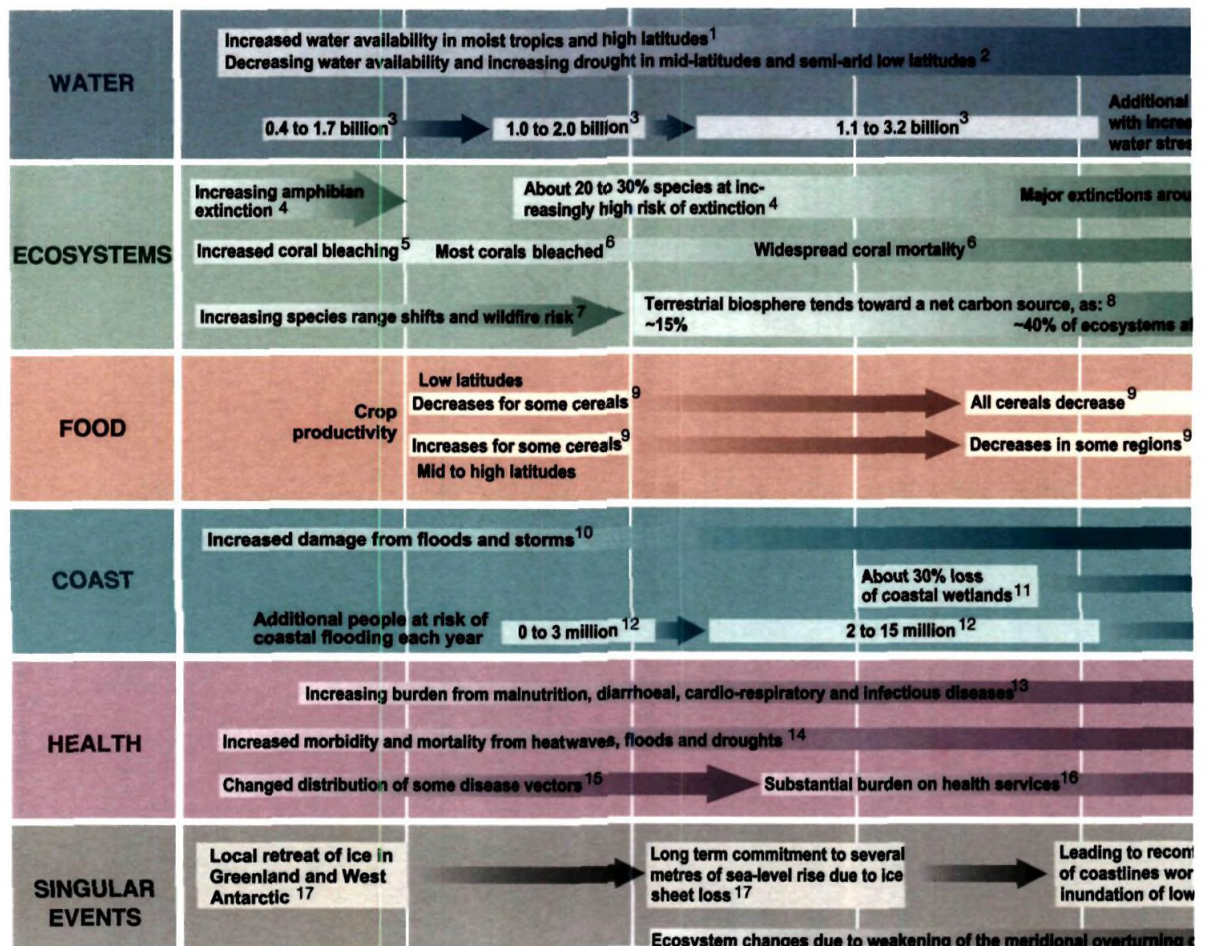 WATER
Increased water availability in moist tropics and high latitudes1
Decreasing water availability and increasing drought in mid-latitudes and semi-arid low latitudes 2
0.4 to 1.7 billion3
1.0 to 2.0 billion3
1.1 to 3.2 billion3
Additional
with
water
ECOSYSTEMS
Increasing amphibian
extinction 4
About 20 to 30% species at inc-
reasingly high risk of extinction 4
Major extinctions
Increased coral bleaching5
Most corals bleached6
Widespread coral mortality6
Increasing species range shifts and wildfire risk7
Terrestrial biosphere tends toward a net carbon source, as: 8
~15%
~40% of ecosystems
FOOD
Crop
productivity
Low latitudes
Decreases for some cereals9
All cereals decrease9
Increases for some cereals9
Mid to high latitudes
Decreases in some regions9
COAST
Increased damage from floods and storms10
About 30% loss
of coastal wetlands11
Additional people at risk of
coastal flooding each year
0 to 3 million12
2 to 15 million12
HEALTH
Increasing burden from malnutrition, diarrhoeal, cardio-respiratory and infectious diseases13
Increased morbidity and mortality from heatwaves, floods and droughts 14
Changed distribution of some disease vectors15
Substantial burden on health services16
SINGULAR
EVENTS
Local retreat of ice in
Greenland and West
Antarctic 17
Long term commitment to several
metres of sea-level rise due to ice
sheet loss17
Leading to
of coastlines
inundation of low
Ecosystem changes due to weakening of the meridional overturning